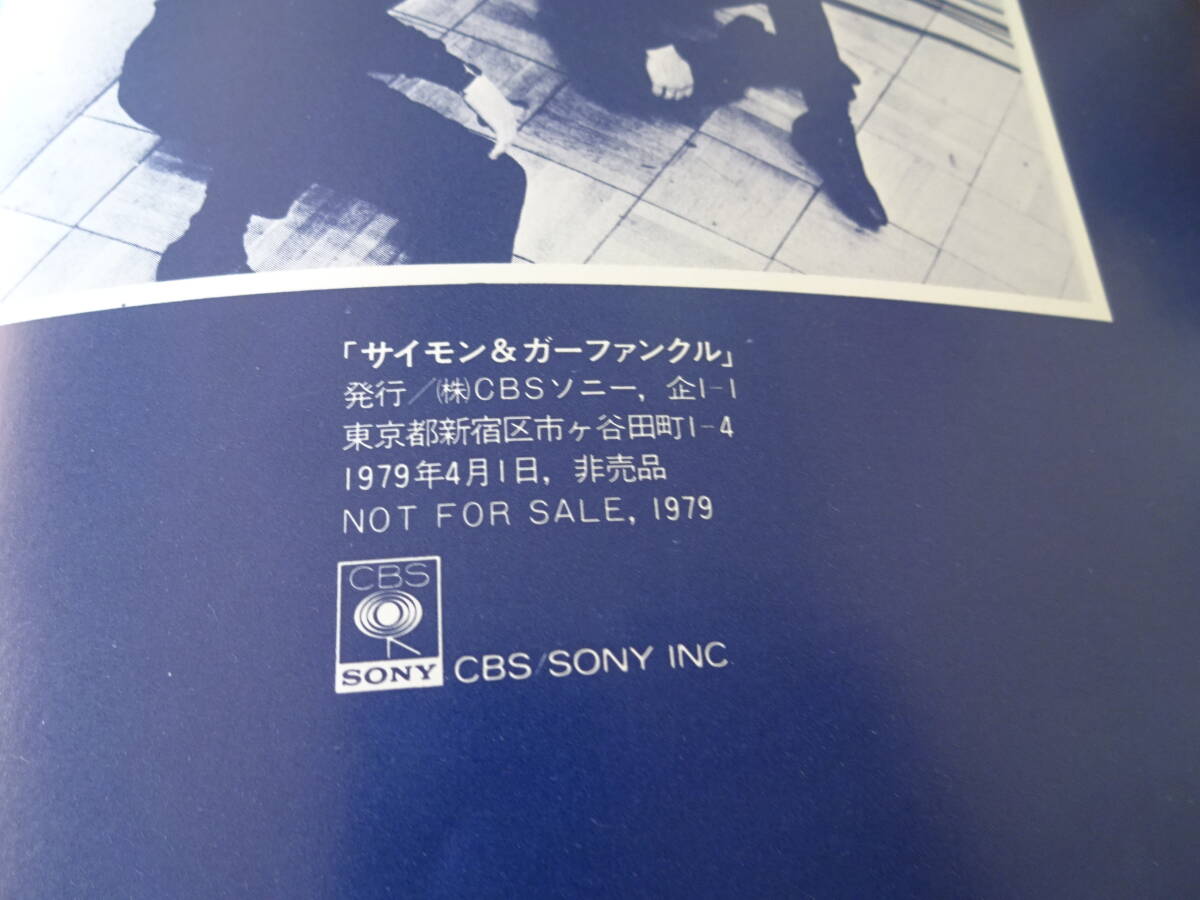 「サイモン&ガーファンクル」
発行/㈱CBSソニー, 企1-1
東京都新宿区市ヶ谷田町1-4
1979年4月1日, 非売品
NOT FOR SALE, 1979
CBS
SONY
CBS/SONY INC